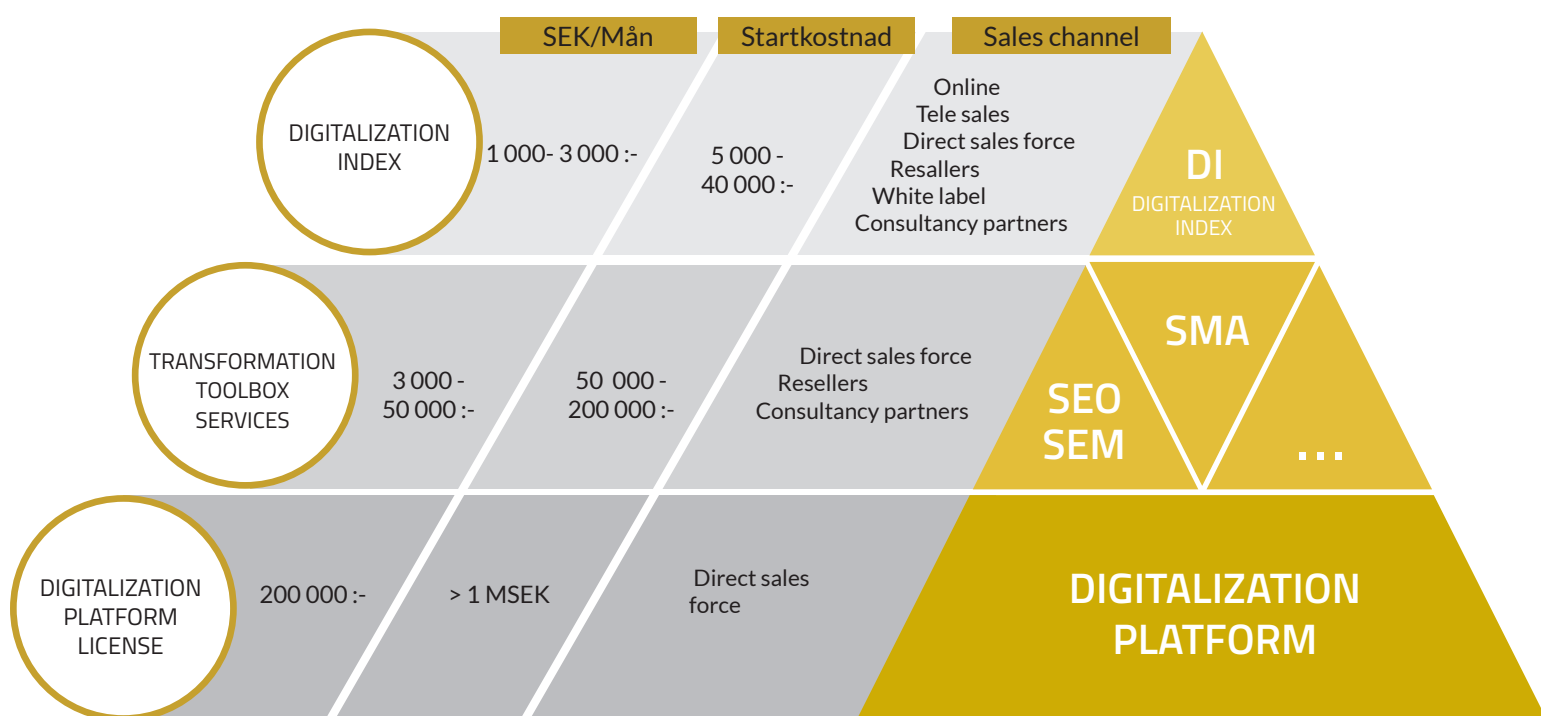 SEK/Mån
Startkostnad
Sales channel
DIGITALIZATION
INDEX
1 000- 3 000 :-
5 000 -
40 000 :-
Online
Tele sales
Direct sales force
Resallers
White label
Consultancy partners
DI
DIGITALIZATION
INDEX
TRANSFORMATION
TOOLBOX
SERVICES
3 000 -
50 000 :-
50 000 -
200 000 :-
Direct sales force
Resellers
Consultancy partners
SEO
SEM
SMA
...
DIGITALIZATION
PLATFORM
LICENSE
200 000 :-
> 1 MSEK
Direct sales
force
DIGITALIZATION
PLATFORM